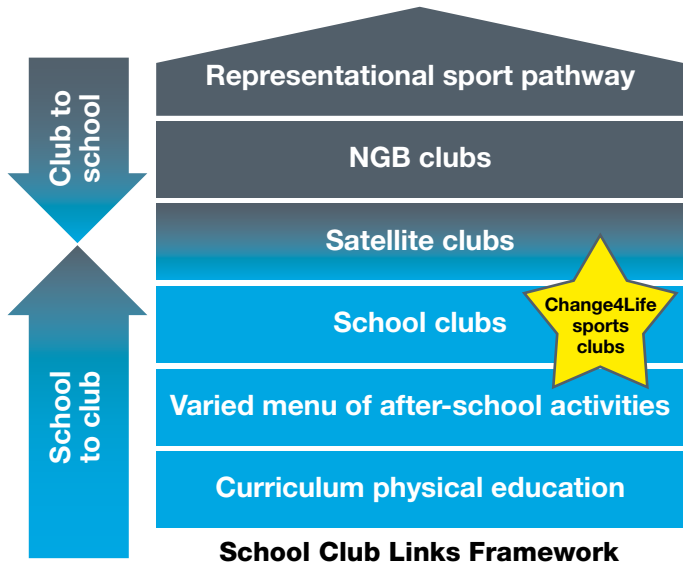 Representational sport pathway
Club to
school
NGB clubs
Satellite clubs
Change4Life
sports
clubs
School clubs
School
to club
Varied menu of after-school activities
Curriculum physical education
School Club Links Framework